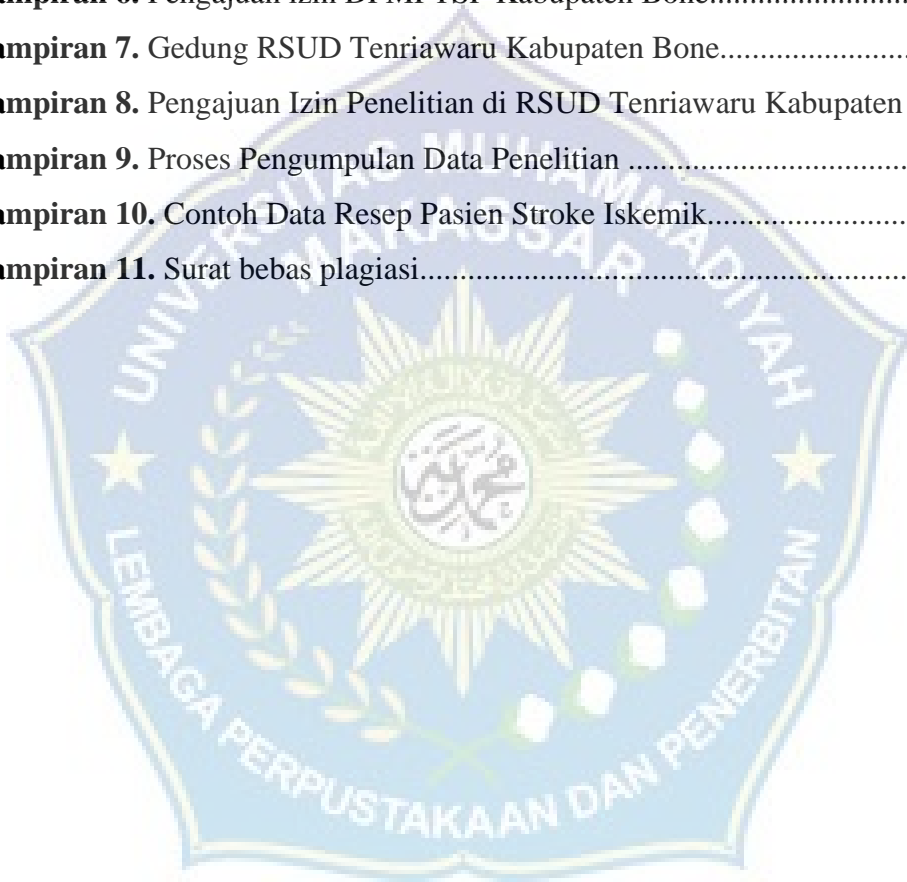 ampiran 6. Pengajuan Izin DPMPTSP Kabupaten Bone....................
ampiran 7. Gedung RSUD Tenriawaru Kabupaten Bone....................
ampiran 8. Pengajuan Izin Penelitian di RSUD Tenriawaru Kabupaten
ampiran 9. Proses Pengumpulan Data Penelitian ..............................
ampiran 10. Contoh Data Resep Pasien Stroke Iskemik......................
ampiran 11. Surat bebas plagiasi........................................................
UNIVERSITAS MUHAMMADIYAH
MAKASSAR
LEMBAGA PERPUSTAKAAN DAN PENERBITAN